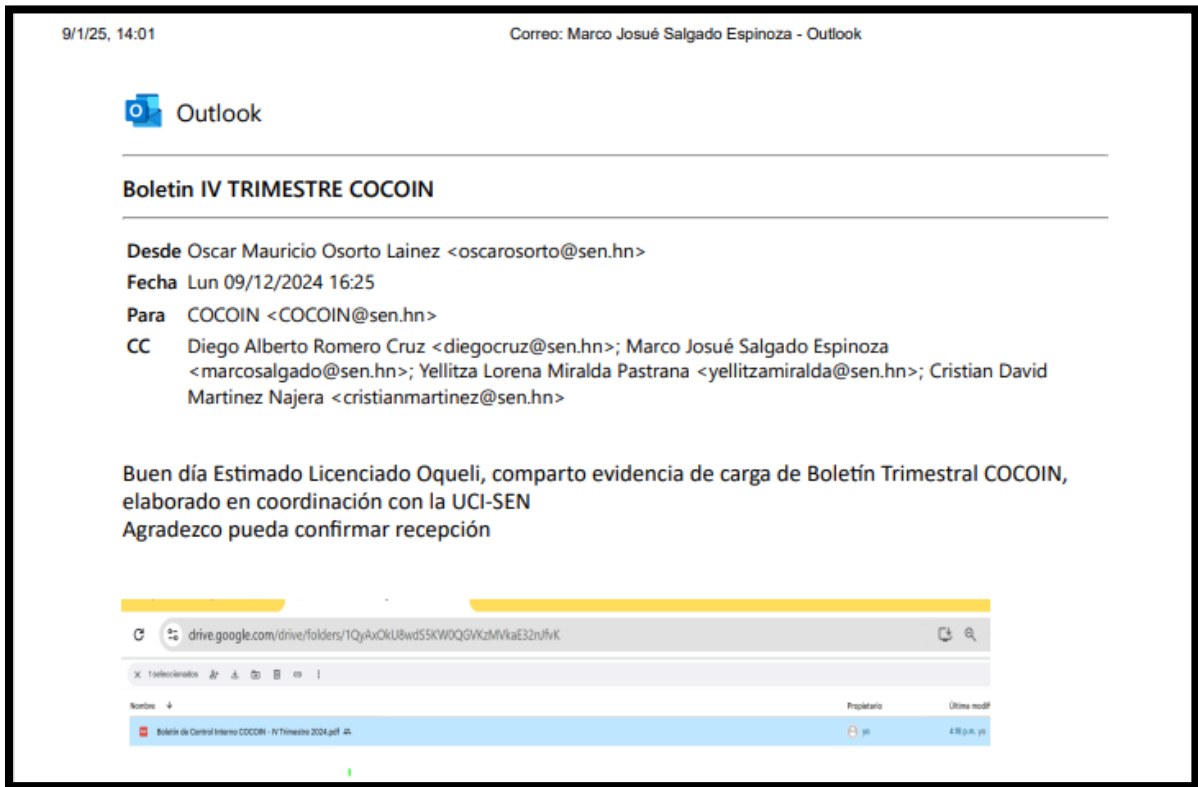 9/1/25, 14:01 Correo: Marco Josué Salgado Espinoza - Outlook
Outlook
Boletin IV TRIMESTRE COCOIN
Desde Oscar Mauricio Osorto Lainez <oscarosorto@sen.hn>
Fecha Lun 09/12/2024 16:25
Para COCOIN <COCOIN@sen.hn>
CC Diego Alberto Romero Cruz <diegocruz@sen.hn>; Marco Josué Salgado Espinoza
<marcosalgado@sen.hn>; Yellitza Lorena Miralda Pastrana <yellitzamiralda@sen.hn>; Cristian David
Martinez Najera <cristianmartinez@sen.hn>
Buen día Estimado Licenciado Oqueli, comparto evidencia de carga de Boletín Trimestral COCOIN,
elaborado en coordinación con la UCI-SEN
Agradezco pueda confirmar recepción
drive.google.com/drive/folders/1QyAxOkU8wdS5KW0QGVKzMVkaE32rUfvK
1 seleccionados
Nombre Propietario Última modif
Boletín de Control Interno COCOIN - IV Trimestre 2024.pdf yo 4:16 p.m. yo